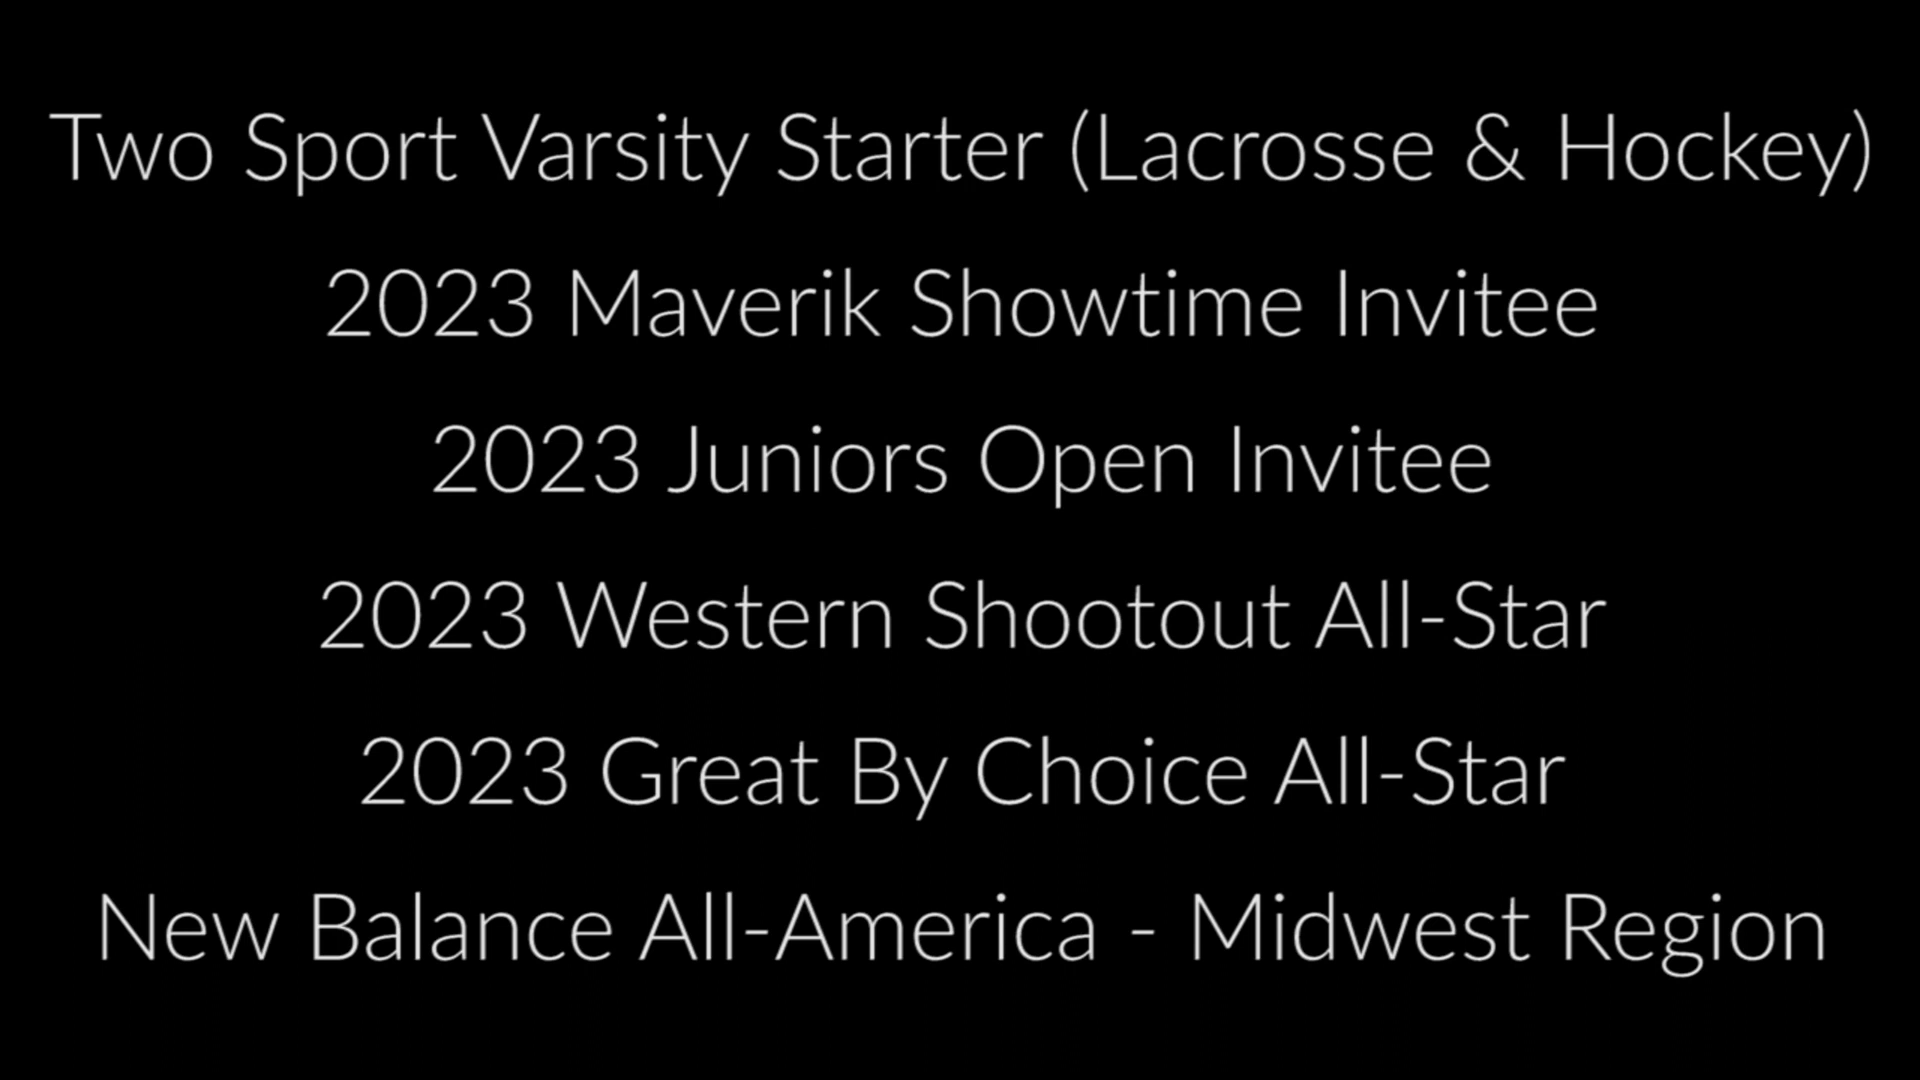 Two Sport Varsity Starter (Lacrosse & Hockey)
2023 Maverik Showtime Invitee
2023 Juniors Open Invitee
2023 Western Shootout All-Star
2023 Great By Choice All-Star
New Balance All-America - Midwest Region